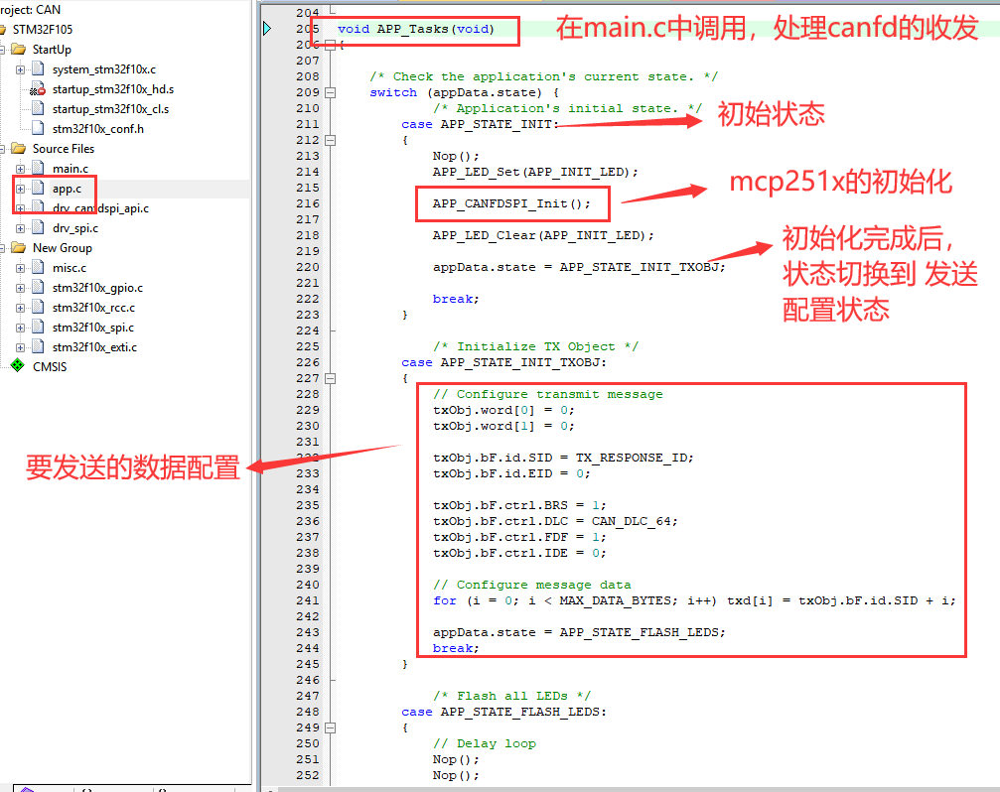 roject: CAN
STM32F105
StartUp
system_stm32f10x.c
startup_stm32f10x_hd.s
startup_stm32f10x_cl.s
stm32f10x_conf.h
Source Files
main.c
app.c
drv_canfdspi_api.c
drv_spi.c
New Group
misc.c
stm32f10x_gpio.c
stm32f10x_rcc.c
stm32f10x_spi.c
stm32f10x_exti.c
CMSIS
204
205 void APP_Tasks(void)
在main.c中调用，处理canfd的收发
206 {
207
208 /* Check the application's current state. */
209 switch (appData.state) {
210 /* Application's initial state. */
211 case APP_STATE_INIT:
初始状态
212 {
213 Nop();
214 APP_LED_Set(APP_INIT_LED);
215
mcp251x的初始化
216 APP_CANFDSPI_Init();
217
218 APP_LED_Clear(APP_INIT_LED);
219
220 appData.state = APP_STATE_INIT_TXOBJ;
初始化完成后，
状态切换到 发送
配置状态
221
222 break;
223 }
224
225 /* Initialize TX Object */
226 case APP_STATE_INIT_TXOBJ:
227 {
228 // Configure transmit message
229 txObj.word[0] = 0;
230 txObj.word[1] = 0;
231
232 txObj.bF.id.SID = TX_RESPONSE_ID;
要发送的数据配置
233 txObj.bF.id.EID = 0;
234
235 txObj.bF.ctrl.BRS = 1;
236 txObj.bF.ctrl.DLC = CAN_DLC_64;
237 txObj.bF.ctrl.FDF = 1;
238 txObj.bF.ctrl.IDE = 0;
239
240 // Configure message data
241 for (i = 0; i < MAX_DATA_BYTES; i++) txd[i] = txObj.bF.id.SID + i;
242
243 appData.state = APP_STATE_FLASH_LEDS;
244 break;
245 }
246
247 /* Flash all LEDs */
248 case APP_STATE_FLASH_LEDS:
249 {
250 // Delay loop
251 Nop();
252 Nop();